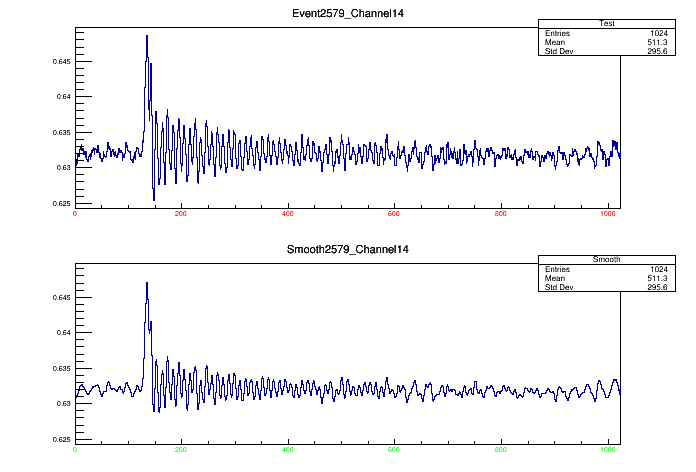 Event2579_Channel14
Test
Entries 1024
Mean 511.3
Std Dev 295.6
0.645
0.64
0.635
0.63
0.625
0 200 400 600 800 1000
Smooth2579_Channel14
Smooth
Entries 1024
Mean 511.3
Std Dev 295.6
0.645
0.64
0.635
0.63
0.625
0 200 400 600 800 1000